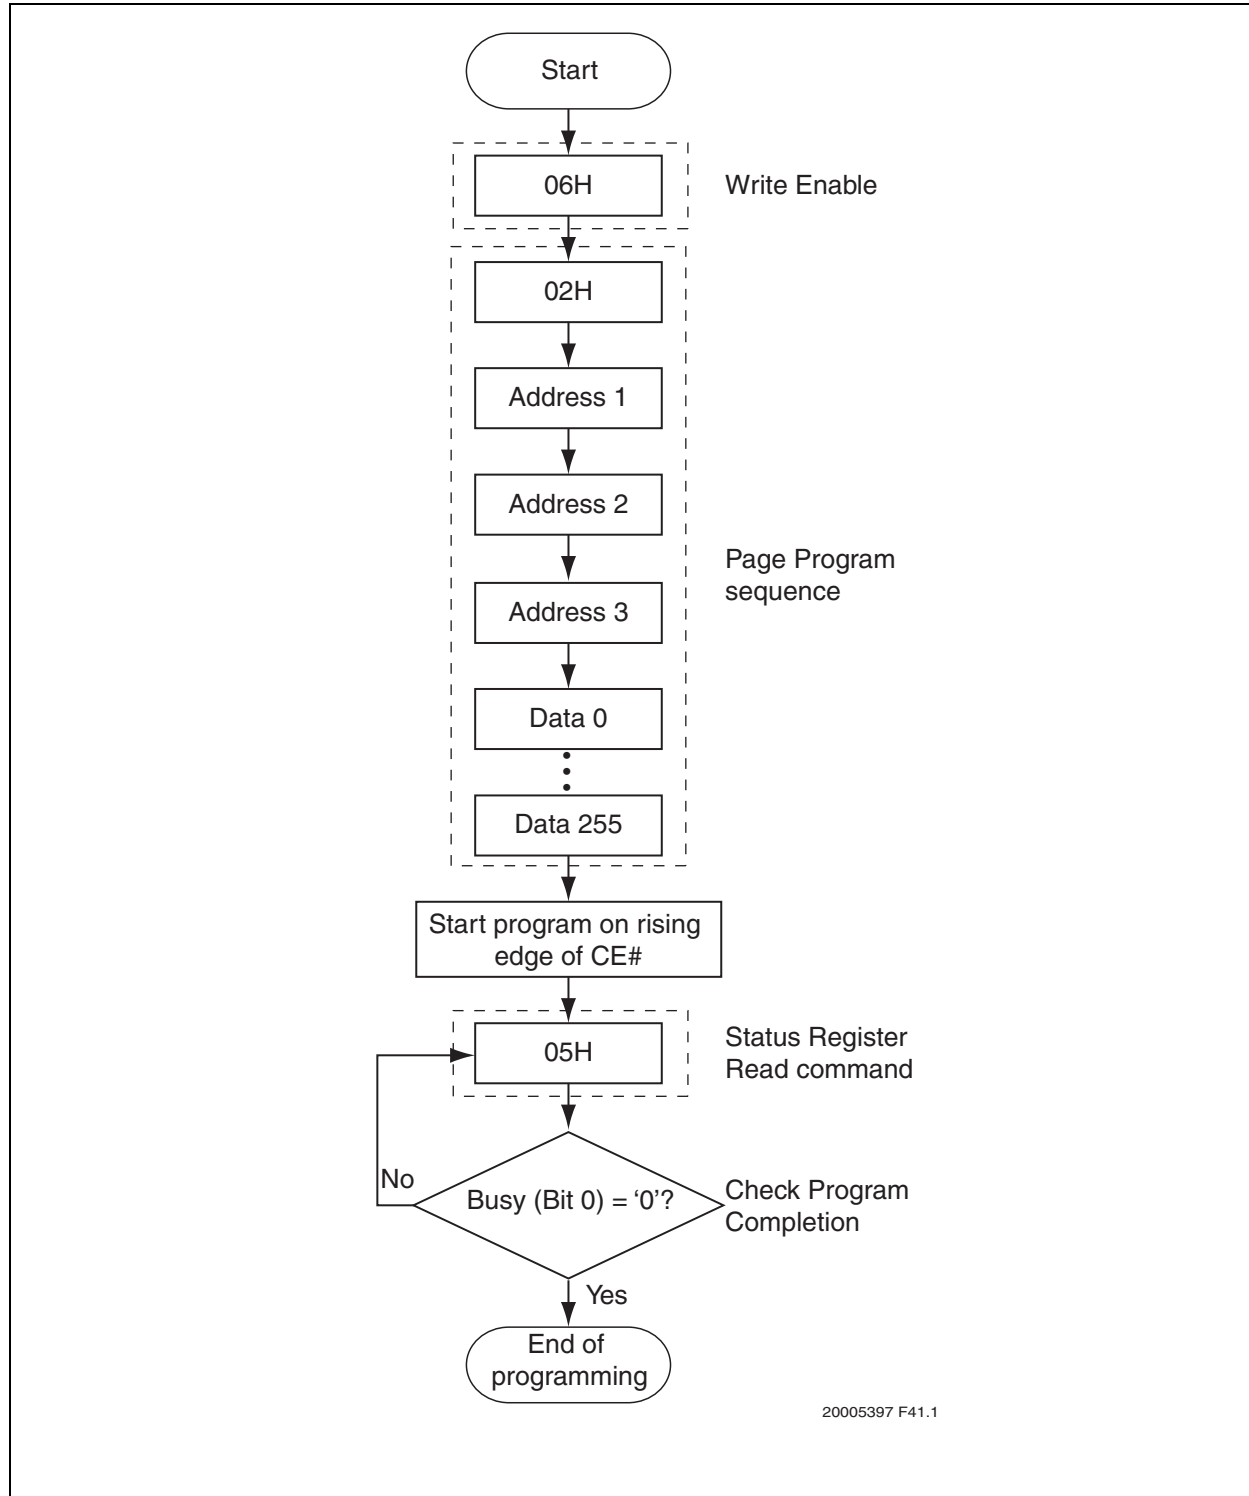 Start
06H
Write Enable
02H
Address 1
Address 2
Page Program
sequence
Address 3
Data 0
Data 255
Start program on rising
edge of CE#
05H
Status Register
Read command
No
Busy (Bit 0) = ‘0’?
Check Program
Completion
Yes
End of
programming
20005397 F41.1